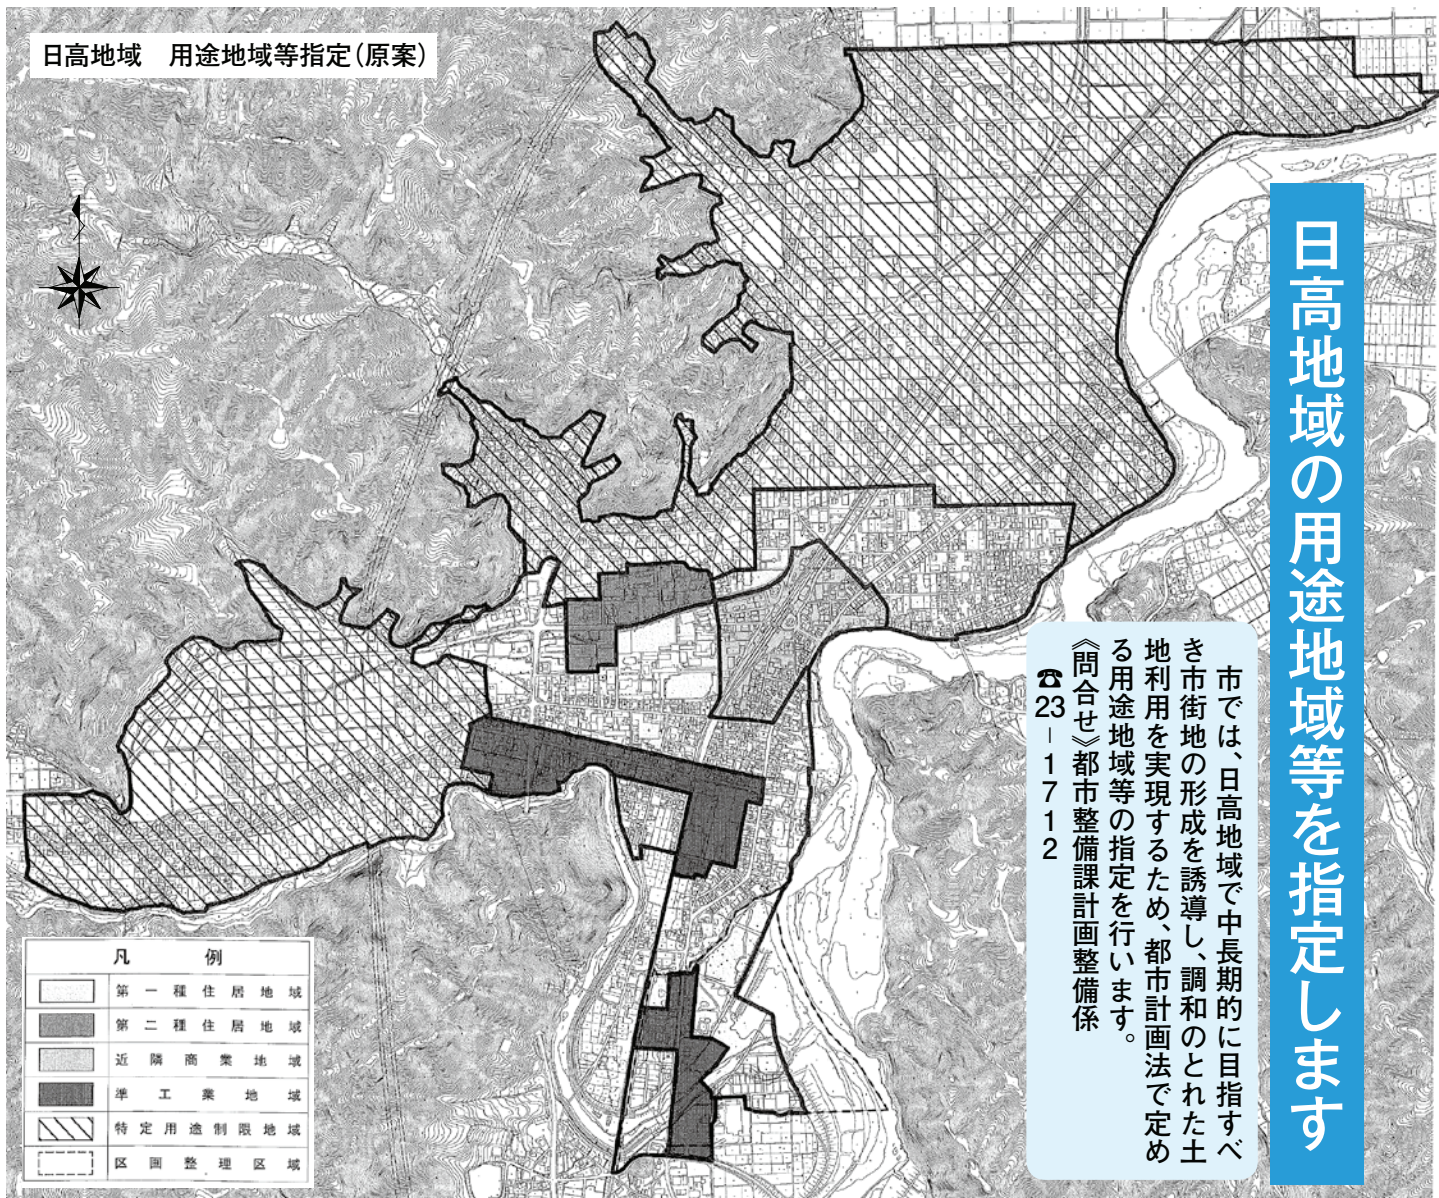 日高地域の用途地域等を指定します
日高地域　用途地域等指定（原案）
市では、日高地域で中長期的に目指すべ
き市街地の形成を誘導し、調和のとれた土
地利用を実現するため、都市計画法で定め
る用途地域等の指定を行います。
《問合せ》都市整備課計画整備係
☎23－1712
凡例
第一種住居地域
第二種住居地域
近隣商業地域
準工業地域
特定用途制限地域
区画整理区域